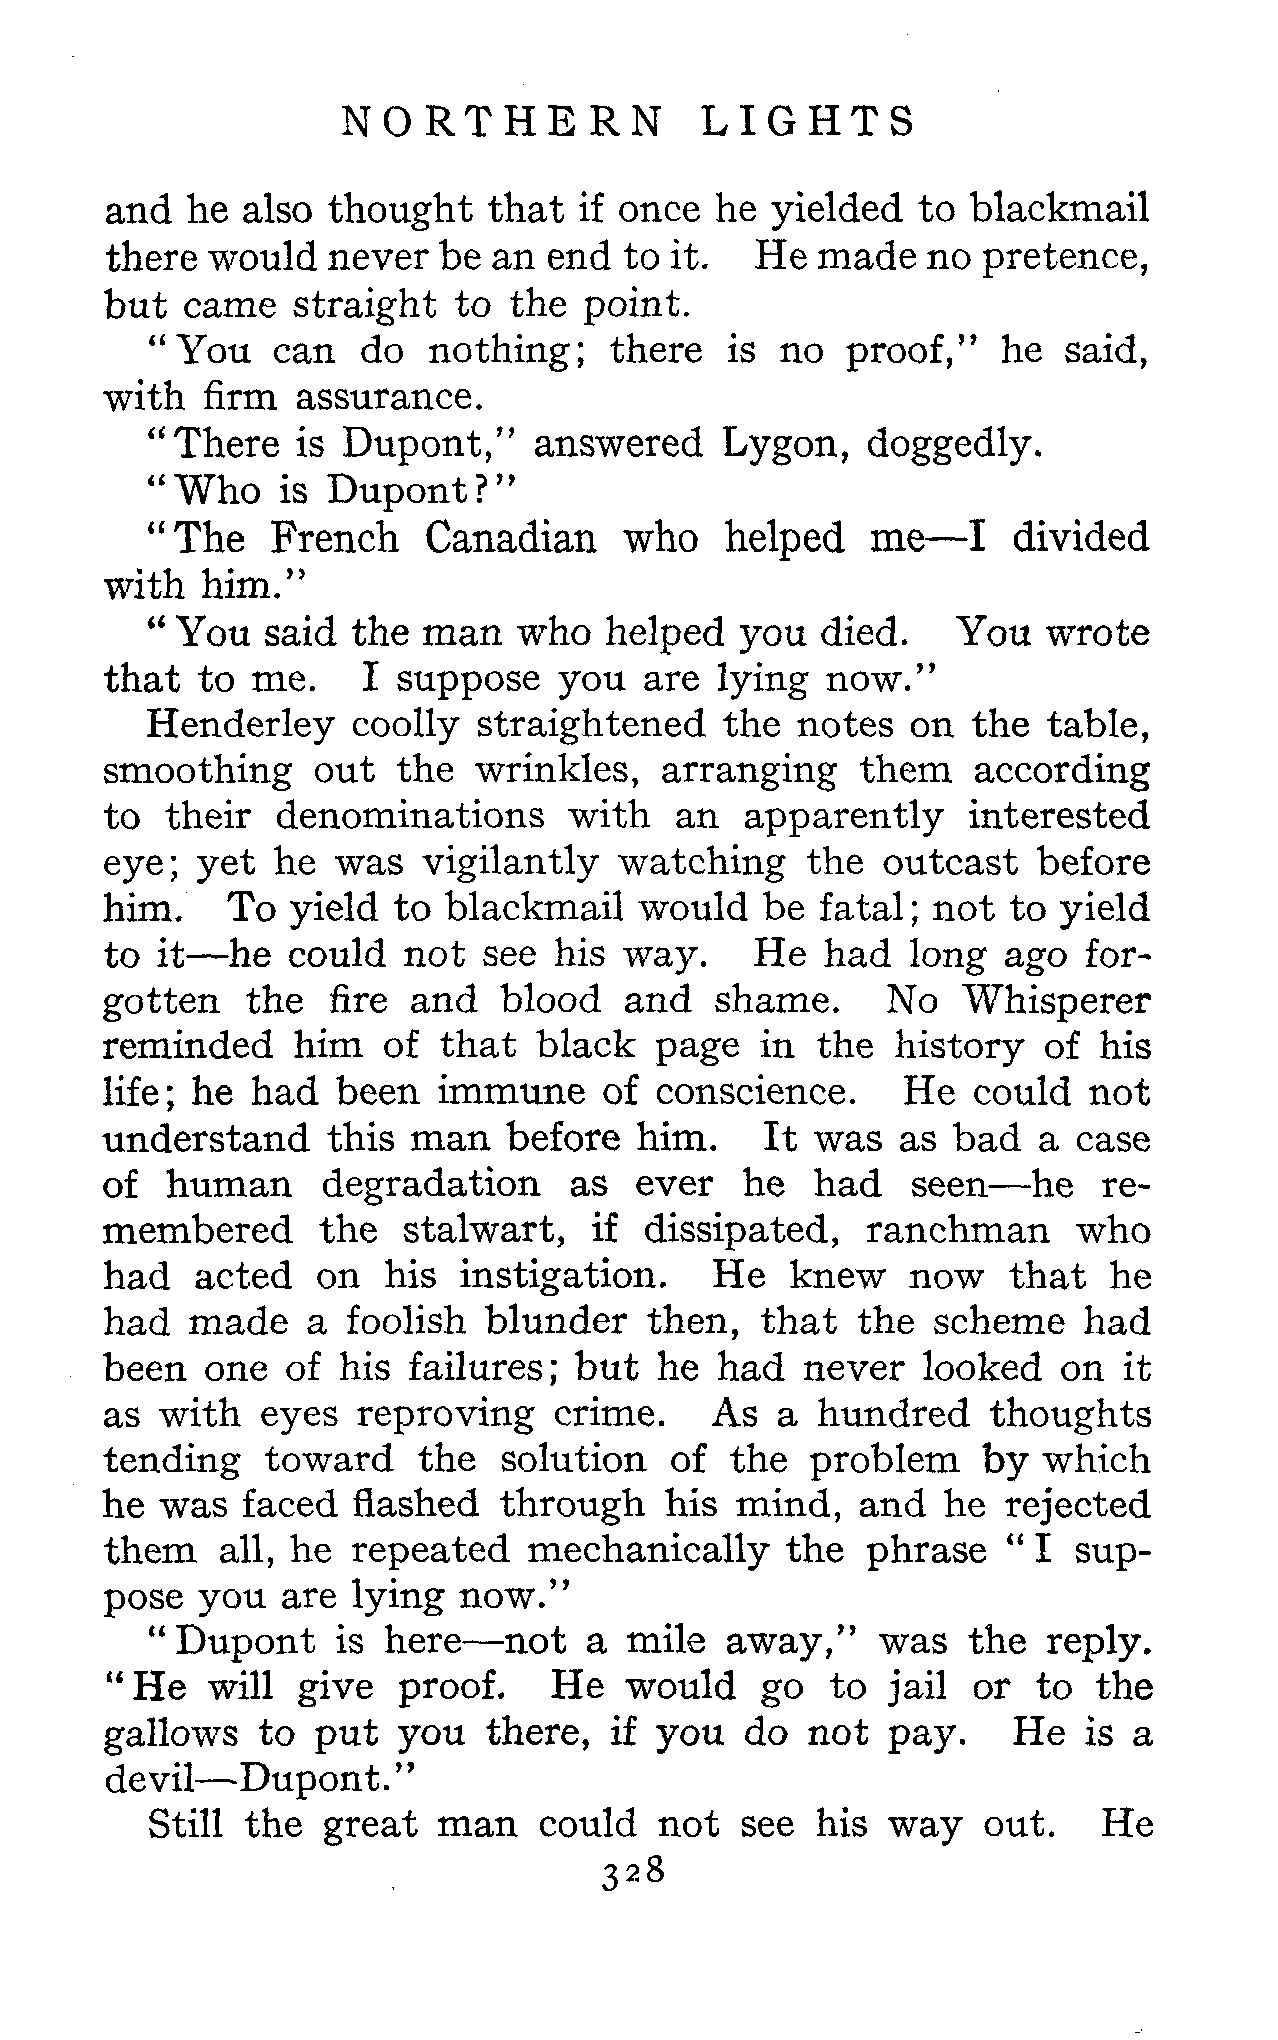 NORTHERN LIGHTS
and he also thought that if once he yielded to blackmail
there would never be an end to it. He made no pretence,
but came straight to the point.
"You can do nothing; there is no proof," he said,
with firm assurance.
"There is Dupont," answered Lygon, doggedly.
"Who is Dupont?"
"The French Canadian who helped me—I divided
with him."
"You said the man who helped you died. You wrote
that to me. I suppose you are lying now."
Henderley coolly straightened the notes on the table,
smoothing out the wrinkles, arranging them according
to their denominations with an apparently interested
eye; yet he was vigilantly watching the outcast before
him. To yield to blackmail would be fatal; not to yield
to it—he could not see his way. He had long ago for-
gotten the fire and blood and shame. No Whisperer
reminded him of that black page in the history of his
life; he had been immune of conscience. He could not
understand this man before him. It was as bad a case
of human degradation as ever he had seen—he re-
membered the stalwart, if dissipated, ranchman who
had acted on his instigation. He knew now that he
had made a foolish blunder then, that the scheme had
been one of his failures; but he had never looked on it
as with eyes reproving crime. As a hundred thoughts
tending toward the solution of the problem by which
he was faced flashed through his mind, and he rejected
them all, he repeated mechanically the phrase "I sup-
pose you are lying now."
"Dupont is here—not a mile away," was the reply.
"He will give proof. He would go to jail or to the
gallows to put you there, if you do not pay. He is a
devil—Dupont."
Still the great man could not see his way out. He
328